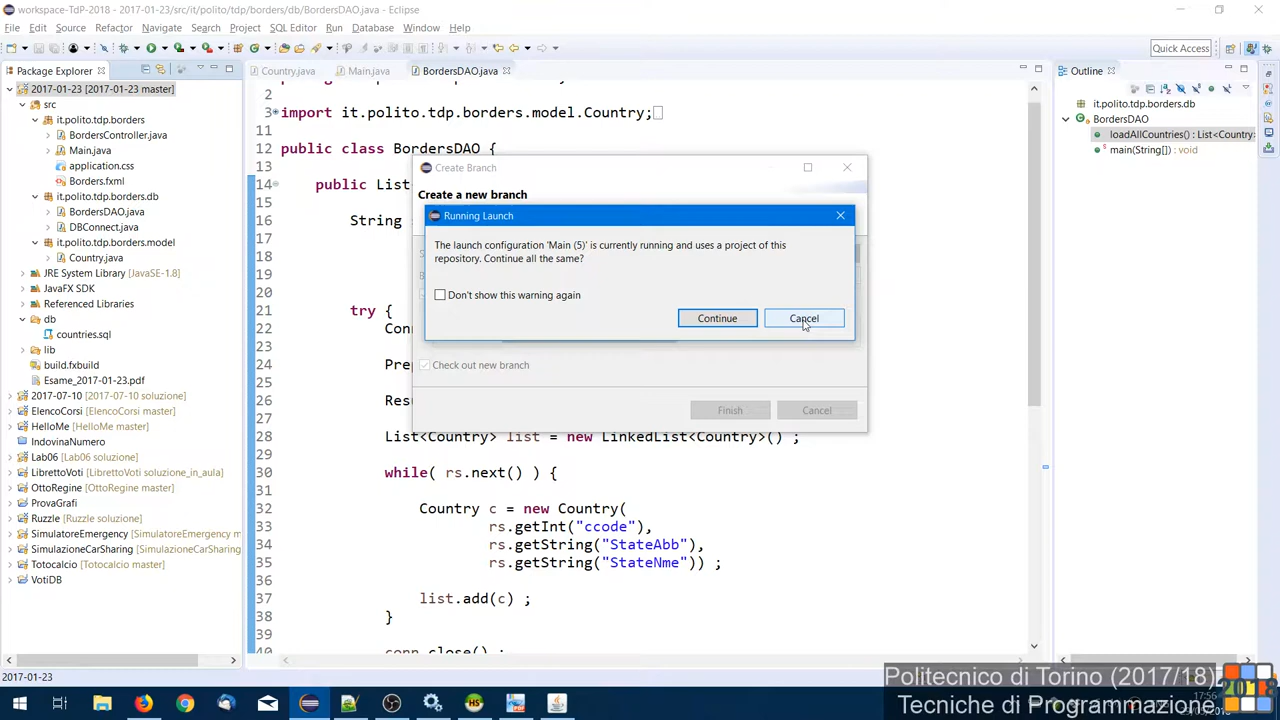 workspace-TdP-2018 - 2017-01-23/src/it/polito/tdp/borders/db/BordersDAO.java - Eclipse
File Edit Source Refactor Navigate Search Project SQL Editor Run Database Window Help
Quick Access
Package Explorer
Country.java
Main.java
BordersDAO.java
Outline
2017-01-23 [2017-01-23 master]
src
it.polito.tdp.borders
BordersController.java
Main.java
application.css
Borders.fxml
it.polito.tdp.borders.db
BordersDAO.java
DBConnect.java
it.polito.tdp.borders.model
Country.java
JRE System Library [JavaSE-1.8]
JavaFX SDK
Referenced Libraries
db
countries.sql
lib
build.fxbuild
Esame_2017-01-23.pdf
2017-07-10 [2017-07-10 soluzione]
ElencoCorsi [ElencoCorsi master]
HelloMe [HelloMe master]
IndovinaNumero
Lab06 [Lab06 soluzione]
LibrettoVoti [LibrettoVoti soluzione_in_aula]
OttoRegine [OttoRegine master]
ProvaGrafi
Ruzzle [Ruzzle soluzione]
SimulatoreEmergency [SimulatoreEmergency m
SimulazioneCarSharing [SimulazioneCarSharing
Totocalcio [Totocalcio master]
VotiDB
2
3 import it.polito.tdp.borders.model.Country;
11
12 public class BordersDAO {
13
14 public List
16 String
17
18
19
20
21 try {
22 Conn
24 Prep
25
26 Res
27
28 List<Country> list = new LinkedList<Country>() ;
30 while( rs.next() ) {
31
32 Country c = new Country(
33 rs.getInt("ccode"),
34 rs.getString("StateAbb"),
35 rs.getString("StateNme")) ;
36
37 list.add(c) ;
38 }
39
40 conn.close() ;
Create Branch
Create a new branch
Running Launch
The launch configuration 'Main (5)' is currently running and uses a project of this
repository. Continue all the same?
Don't show this warning again
Continue
Cancel
Check out new branch
Finish
Cancel
it.polito.tdp.borders.db
BordersDAO
loadAllCountries() : List<Country
main(String[]) : void
2017-01-23
Politecnico di Torino (2017/18)
Tecniche di Programmazione
17:56
2018